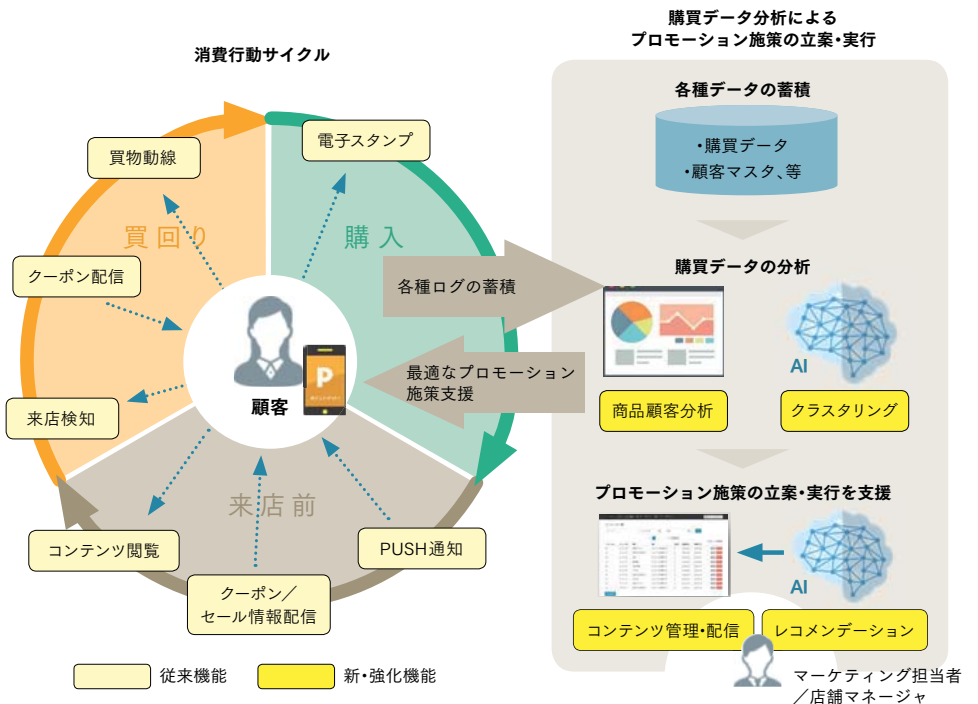 購買データ分析による
プロモーション施策の立案・実行
消費行動サイクル
各種データの蓄積
・購買データ
・顧客マスタ、等
電子スタンプ
買物動線
買回り
購入
クーポン配信
各種ログの蓄積
購買データの分析
AI
P
最適なプロモーション
施策支援
顧客
商品顧客分析
クラスタリング
来店検知
来店前
プロモーション施策の立案・実行を支援
コンテンツ閲覧
PUSH通知
AI
クーポン／
セール情報配信
コンテンツ管理・配信
レコメンデーション
従来機能
新・強化機能
マーケティング担当者
／店舗マネージャ